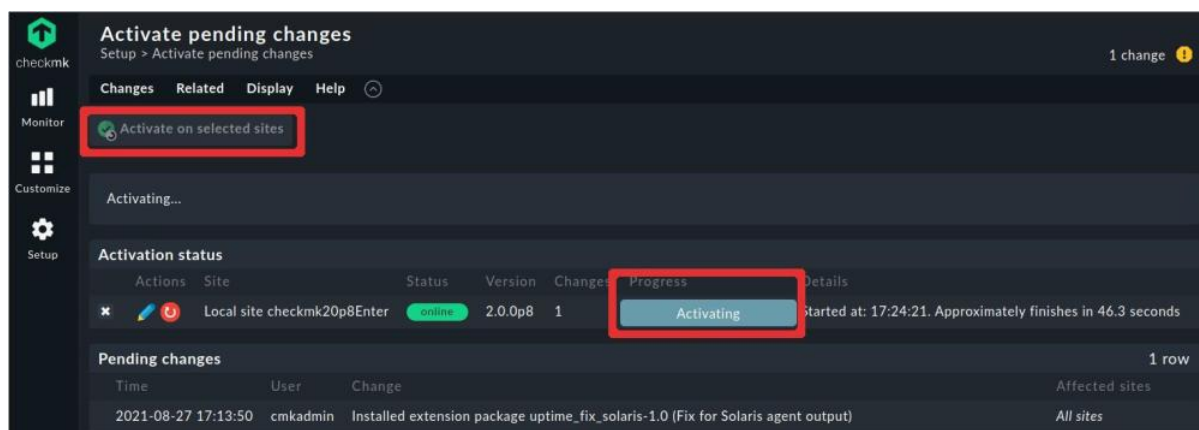 Activate pending changes
Setup > Activate pending changes
1 change
checkmk
Changes Related Display Help
Monitor
Activate on selected sites
Customize
Activating...
Setup
Activation status
Actions Site Status Version Changes Progress Details
Local site checkmk20p8Enter online 2.0.0p8 1 Activating Started at: 17:24:21. Approximately finishes in 46.3 seconds
Pending changes 1 row
Time User Change Affected sites
2021-08-27 17:13:50 cmkadmin Installed extension package uptime_fix_solaris-1.0 (Fix for Solaris agent output) All sites